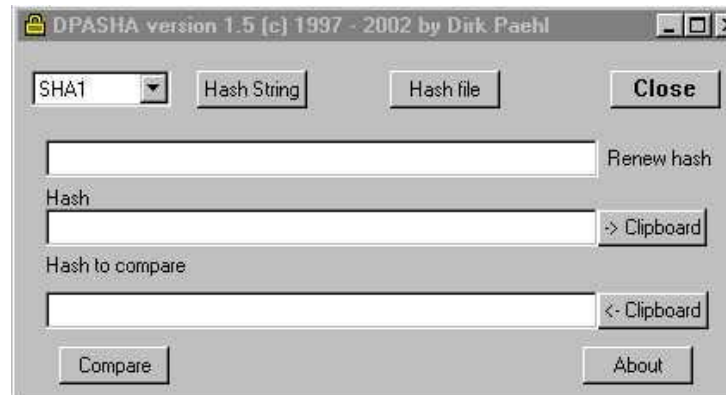 DPASHA version 1.5 (c) 1997 - 2002 by Dirk Paehl
SHA1 Hash String Hash file Close
Renew hash
Hash
-> Clipboard
Hash to compare
<- Clipboard
Compare About